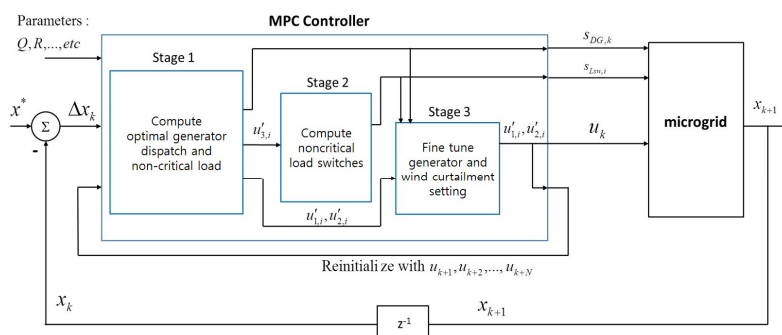 Parameters :
Q, R,...,etc
MPC Controller
Stage 1
Compute
optimal generator
dispatch and
non-critical load
Stage 2
Compute
noncritical
load switches
Stage 3
Fine tune
generator and
wind curtailment
setting
x*
Σ
-
Δx_k
u′_{3,i}
u′_{1,i}, u′_{2,i}
u′_{1,i}, u′_{2,i}
s_{DG,k}
s_{Lsw,i}
u_k
microgrid
x_{k+1}
Reinitiali ze with u_{k+1}, u_{k+2},..., u_{k+N}
x_k
z⁻¹
x_{k+1}